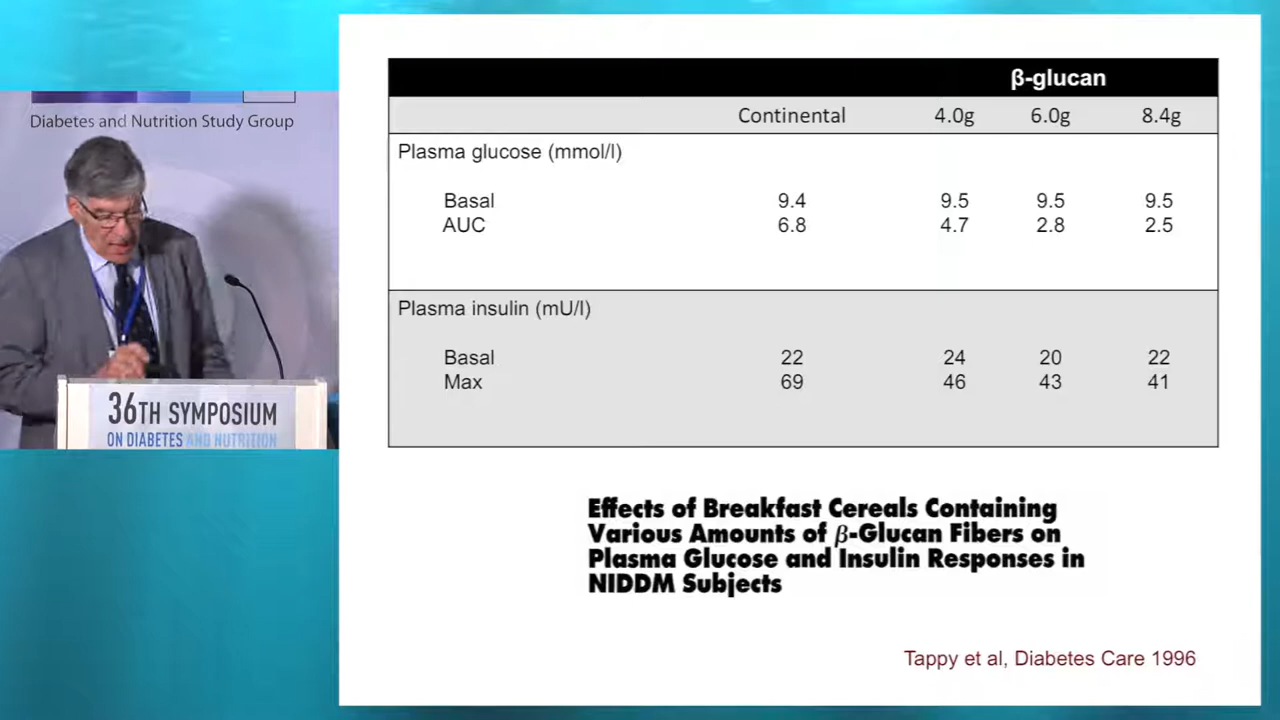 Diabetes and Nutrition Study Group
36TH SYMPOSIUM
ON DIABETES AND NUTRITION
β-glucan
Continental 4.0g 6.0g 8.4g
Plasma glucose (mmol/l)
Basal 9.4 9.5 9.5 9.5
AUC 6.8 4.7 2.8 2.5
Plasma insulin (mU/l)
Basal 22 24 20 22
Max 69 46 43 41
Effects of Breakfast Cereals Containing
Various Amounts of β-Glucan Fibers on
Plasma Glucose and Insulin Responses in
NIDDM Subjects
Tappy et al, Diabetes Care 1996